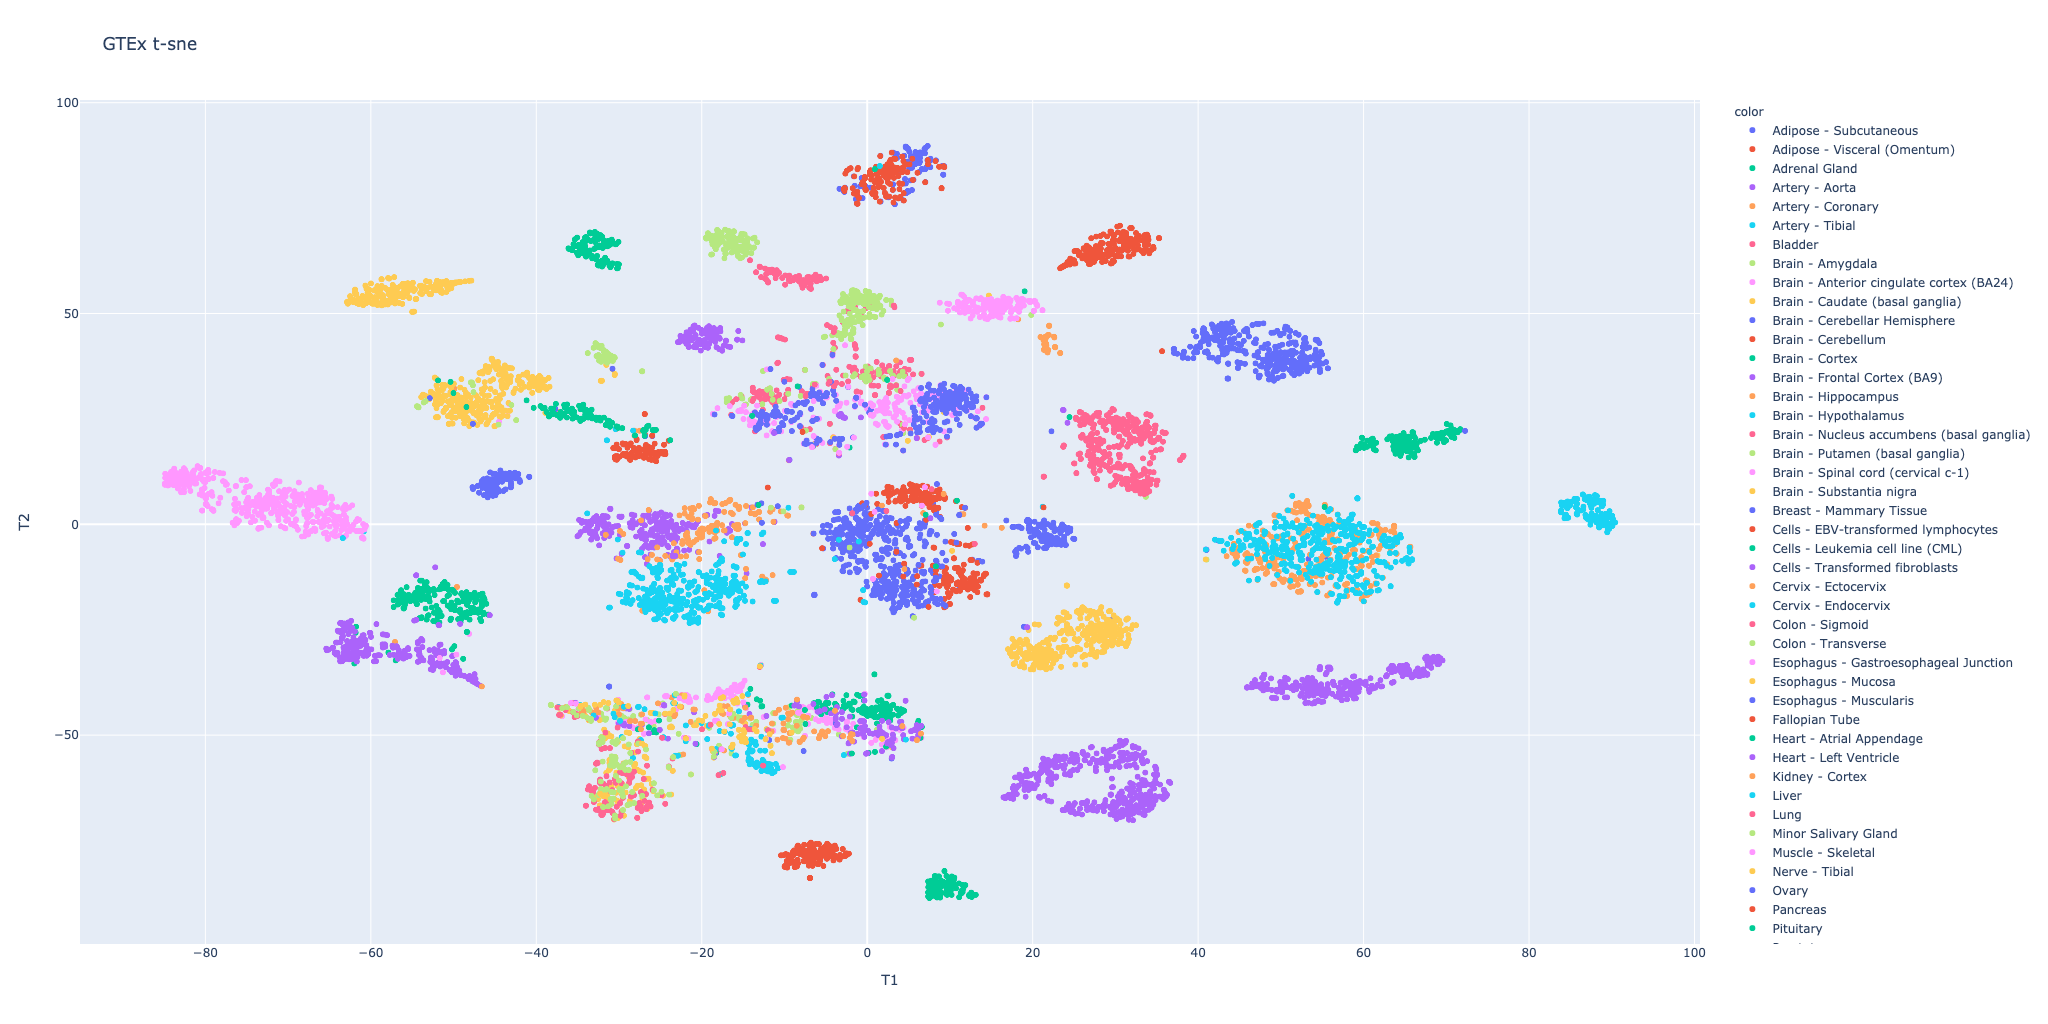 GTEx t-sne
color
Adipose - Subcutaneous
Adipose - Visceral (Omentum)
Adrenal Gland
Artery - Aorta
Artery - Coronary
Artery - Tibial
Bladder
Brain - Amygdala
Brain - Anterior cingulate cortex (BA24)
Brain - Caudate (basal ganglia)
Brain - Cerebellar Hemisphere
Brain - Cerebellum
Brain - Cortex
Brain - Frontal Cortex (BA9)
Brain - Hippocampus
Brain - Hypothalamus
Brain - Nucleus accumbens (basal ganglia)
Brain - Putamen (basal ganglia)
Brain - Spinal cord (cervical c-1)
Brain - Substantia nigra
Breast - Mammary Tissue
Cells - EBV-transformed lymphocytes
Cells - Leukemia cell line (CML)
Cells - Transformed fibroblasts
Cervix - Ectocervix
Cervix - Endocervix
Colon - Sigmoid
Colon - Transverse
Esophagus - Gastroesophageal Junction
Esophagus - Mucosa
Esophagus - Muscularis
Fallopian Tube
Heart - Atrial Appendage
Heart - Left Ventricle
Kidney - Cortex
Liver
Lung
Minor Salivary Gland
Muscle - Skeletal
Nerve - Tibial
Ovary
Pancreas
Pituitary
100
50
0
−50
T2
−80 −60 −40 −20 0 20 40 60 80 100
T1